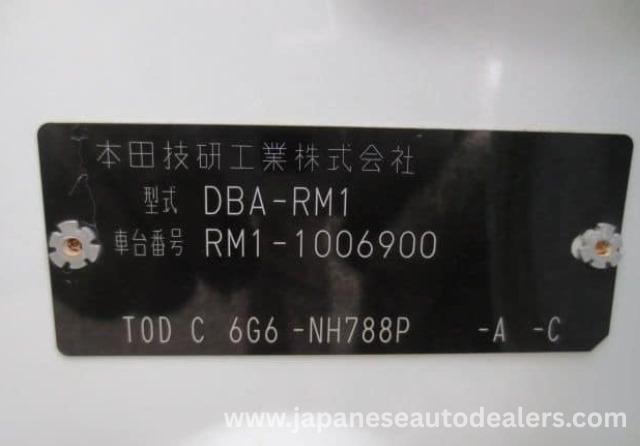 本田技研工業株式会社
型式 DBA-RM1
車台番号 RM1-1006900
TOD C 6G6 -NH788P -A -C
www.japaneseautodealers.com